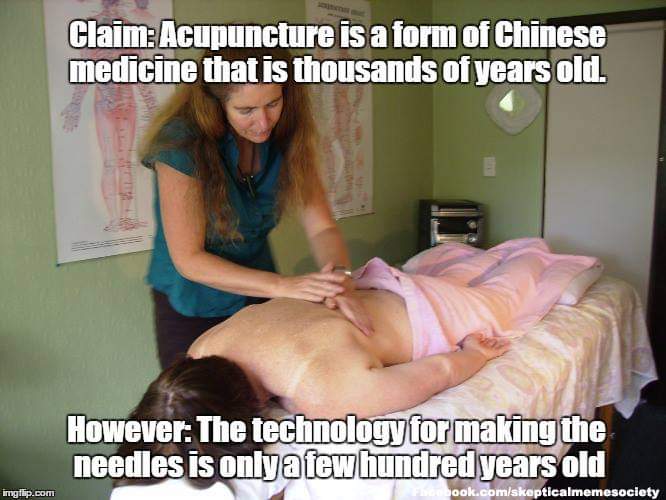 Claim: Acupuncture is a form of Chinese
medicine that is thousands of years old.
However: The technology for making the
needles is only a few hundred years old
Facebook.com/skepticalmemesociety
imgflip.com